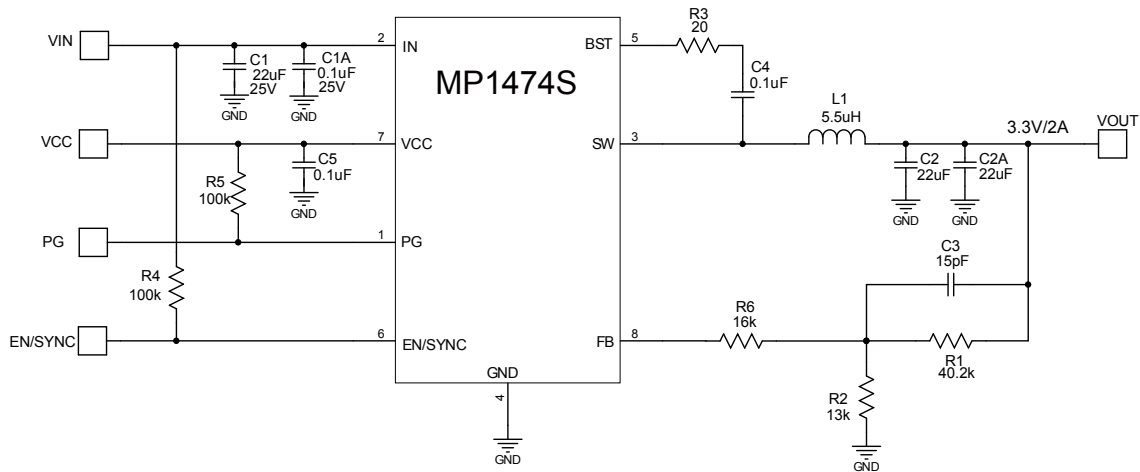 VIN
VCC
PG
EN/SYNC
C1
22uF
25V
GND
C1A
0.1uF
25V
GND
C5
0.1uF
GND
R5
100k
R4
100k
2
7
1
6
IN
VCC
PG
EN/SYNC
MP1474S
BST
SW
FB
GND
4
GND
5
3
8
R3
20
C4
0.1uF
L1
5.5uH
3.3V/2A
VOUT
C2
22uF
GND
C2A
22uF
GND
C3
15pF
R6
16k
R1
40.2k
R2
13k
GND